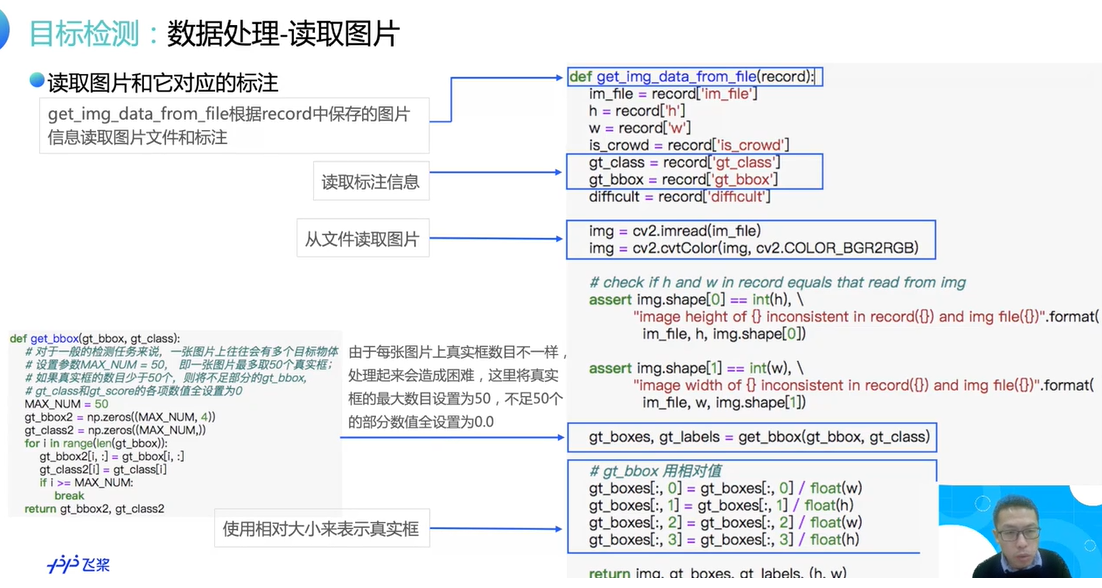 目标检测：数据处理-读取图片
读取图片和它对应的标注
get_img_data_from_file根据record中保存的图片
信息读取图片文件和标注
读取标注信息
从文件读取图片
def get_img_data_from_file(record):
im_file = record['im_file']
h = record['h']
w = record['w']
is_crowd = record['is_crowd']
gt_class = record['gt_class']
gt_bbox = record['gt_bbox']
difficult = record['difficult']
img = cv2.imread(im_file)
img = cv2.cvtColor(img, cv2.COLOR_BGR2RGB)
# check if h and w in record equals that read from img
assert img.shape[0] == int(h), \
"image height of {} inconsistent in record({}) and img file({})".format(
im_file, h, img.shape[0])
assert img.shape[1] == int(w), \
"image width of {} inconsistent in record({}) and img file({})".format(
im_file, w, img.shape[1])
gt_boxes, gt_labels = get_bbox(gt_bbox, gt_class)
# gt_bbox 用相对值
gt_boxes[:, 0] = gt_boxes[:, 0] / float(w)
gt_boxes[:, 1] = gt_boxes[:, 1] / float(h)
gt_boxes[:, 2] = gt_boxes[:, 2] / float(w)
gt_boxes[:, 3] = gt_boxes[:, 3] / float(h)
return img, gt_boxes, gt_labels, (h, w)
def get_bbox(gt_bbox, gt_class):
# 对于一般的检测任务来说，一张图片上往往会有多个目标物体
# 设置参数MAX_NUM = 50， 即一张图片最多取50个真实框；
# 如果真实框的数目少于50个，则将不足部分的gt_bbox,
# gt_class和gt_score的各项数值全设置为0
MAX_NUM = 50
gt_bbox2 = np.zeros((MAX_NUM, 4))
gt_class2 = np.zeros((MAX_NUM,))
for i in range(len(gt_bbox)):
gt_bbox2[i, :] = gt_bbox[i, :]
gt_class2[i] = gt_class[i]
if i >= MAX_NUM:
break
return gt_bbox2, gt_class2
由于每张图片上真实框数目不一样，
处理起来会造成困难，这里将真实
框的最大数目设置为50，不足50个
的部分数值全设置为0.0
使用相对大小来表示真实框
飞桨